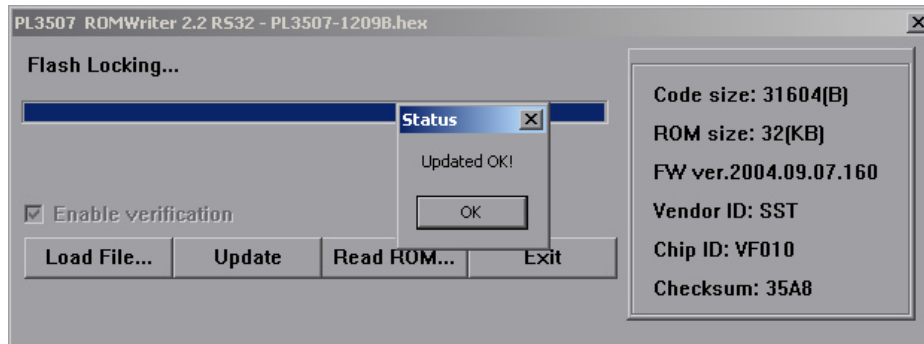 PL3507 ROMWriter 2.2 RS32 - PL3507-1209B.hex
Flash Locking...
Status
Updated OK!
OK
Enable verification
Load File...
Update
Read ROM...
Exit
Code size: 31604(B)
ROM size: 32(KB)
FW ver.2004.09.07.160
Vendor ID: SST
Chip ID: VF010
Checksum: 35A8